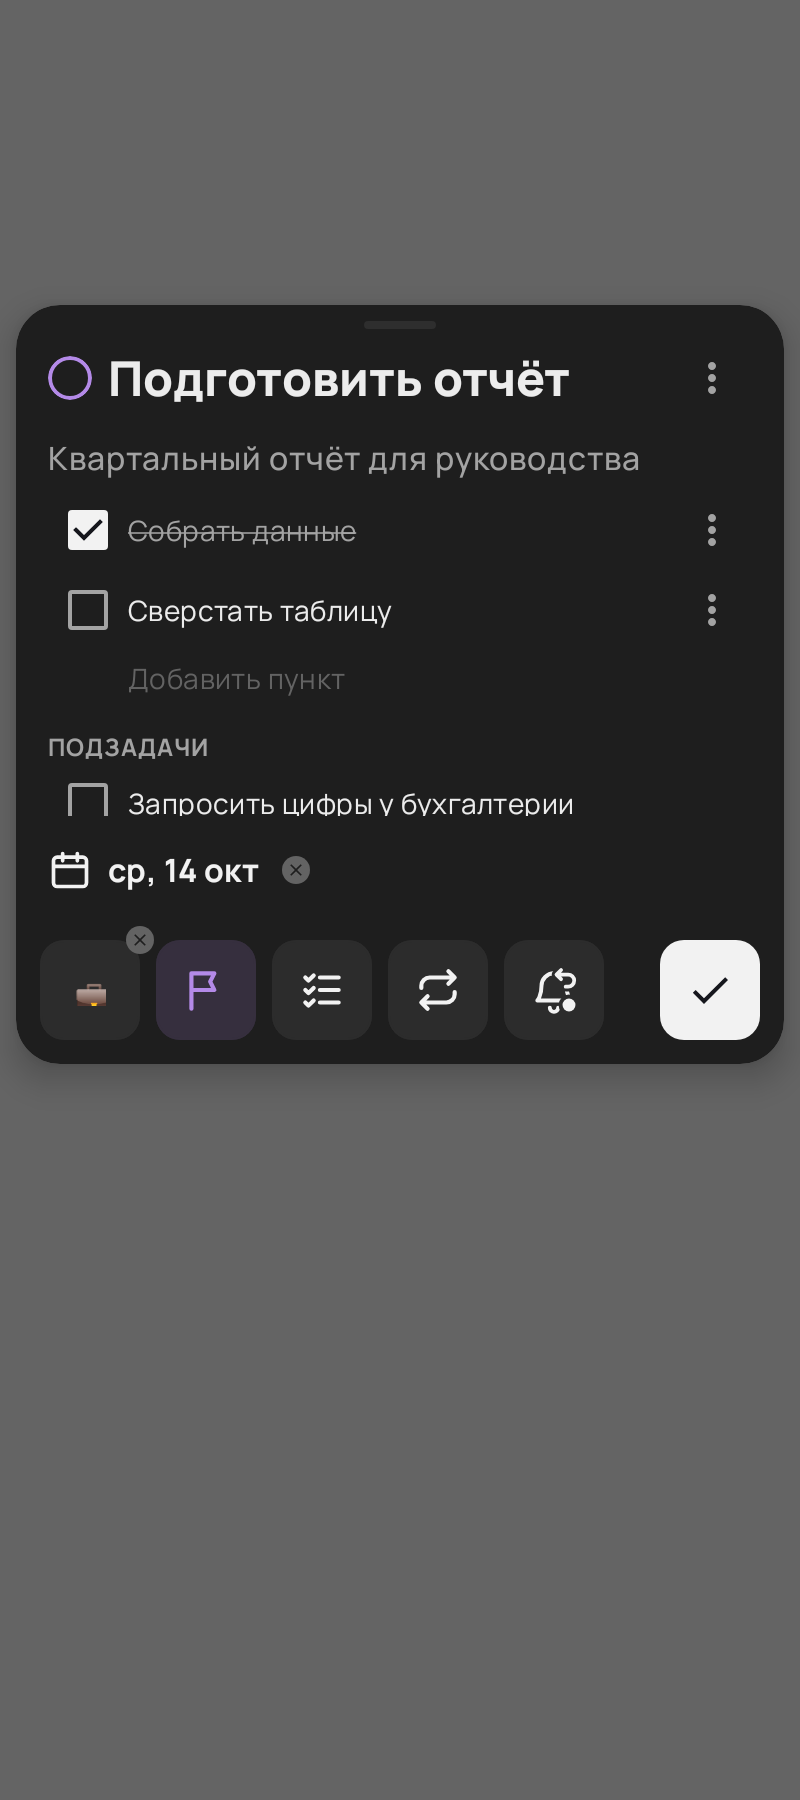 Подготовить отчёт
Квартальный отчёт для руководства
Собрать данные
Сверстать таблицу
Добавить пункт
ПОДЗАДАЧИ
Запросить цифры у бухгалтерии
ср, 14 окт